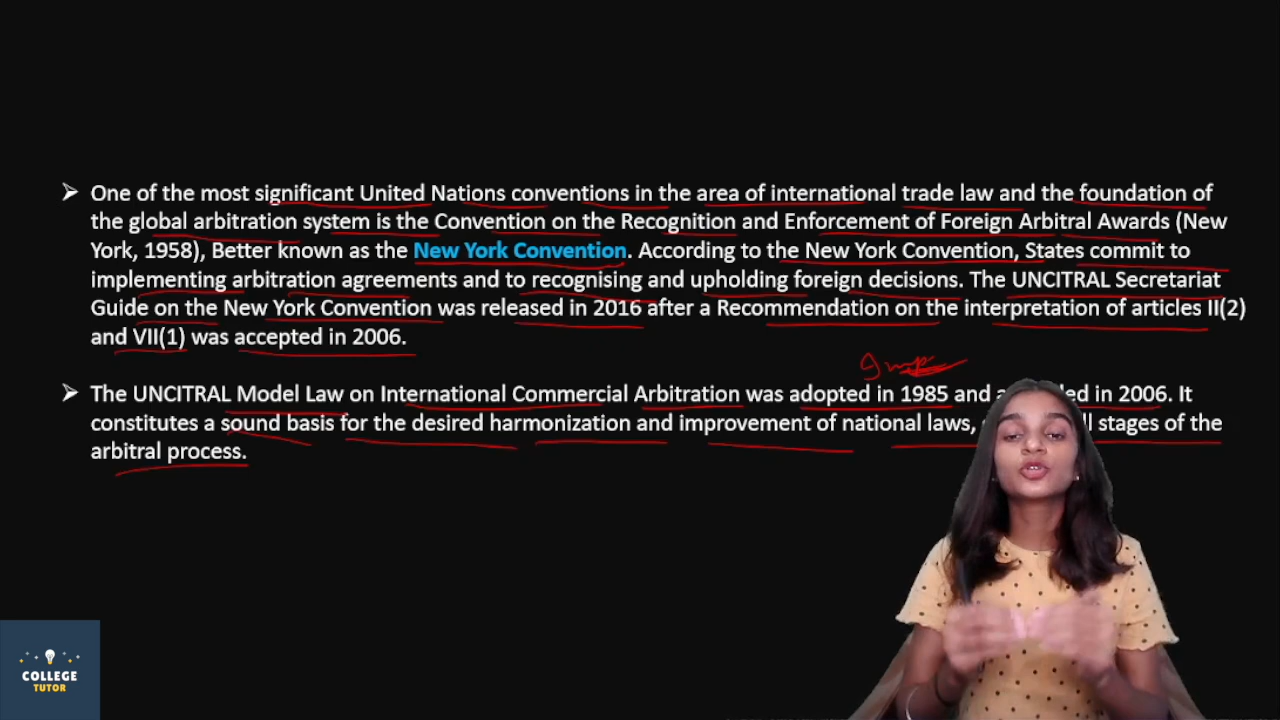 ➢ One of the most significant United Nations conventions in the area of international trade law and the foundation of
the global arbitration system is the Convention on the Recognition and Enforcement of Foreign Arbitral Awards (New
York, 1958), Better known as the New York Convention. According to the New York Convention, States commit to
implementing arbitration agreements and to recognising and upholding foreign decisions. The UNCITRAL Secretariat
Guide on the New York Convention was released in 2016 after a Recommendation on the interpretation of articles II(2)
and VII(1) was accepted in 2006.
➢ The UNCITRAL Model Law on International Commercial Arbitration was adopted in 1985 and in 2006. It
constitutes a sound basis for the desired harmonization and improvement of national laws, stages of the
arbitral process.
COLLEGE
TUTOR